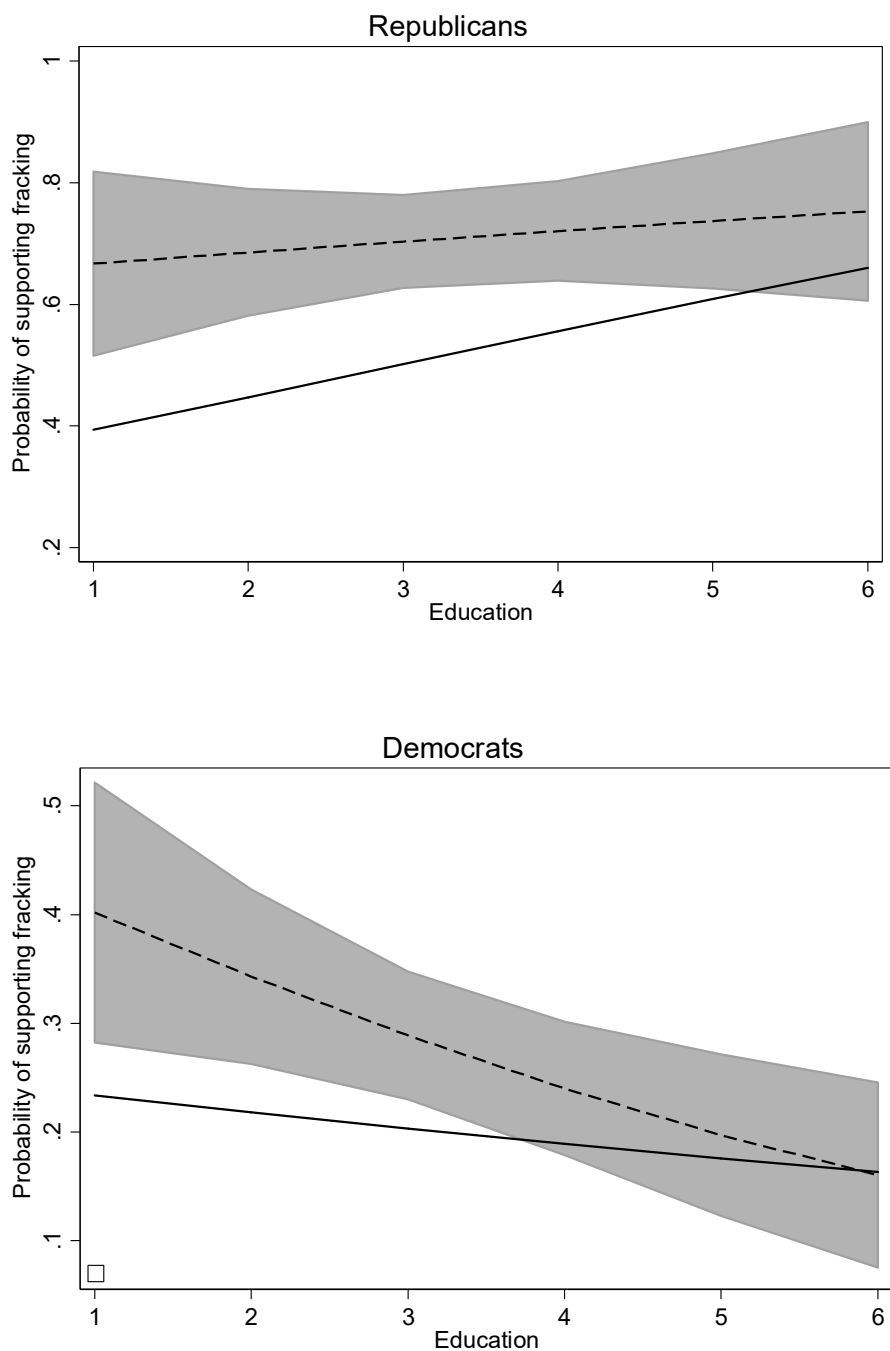 Republicans
Probability of supporting fracking
1
.8
.6
.4
.2
1 2 3 4 5 6
Education
Democrats
Probability of supporting fracking
.5
.4
.3
.2
.1
1 2 3 4 5 6
Education